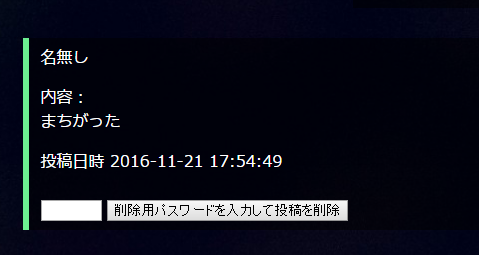 名無し
内容：
まちがった
投稿日時 2016-11-21 17:54:49
削除用パスワードを入力して投稿を削除